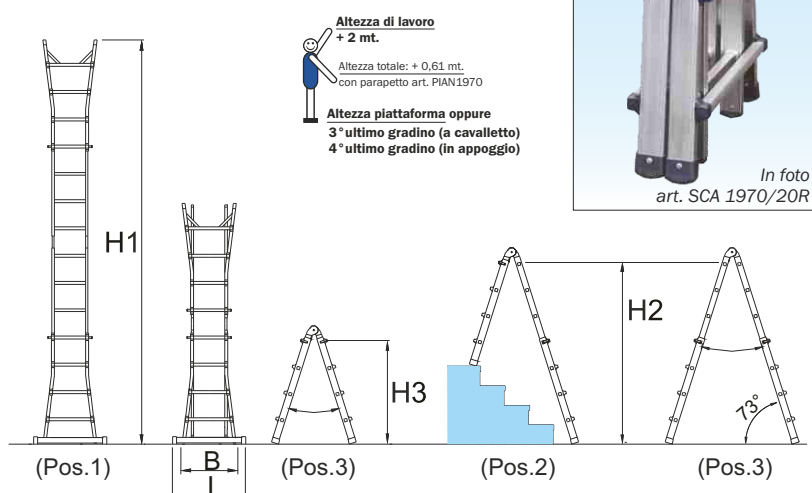 Altezza di lavoro
+ 2 mt.
Altezza totale: + 0,61 mt.
con parapetto art. PIAN1970
Altezza piattaforma oppure
3°ultimo gradino (a cavalletto)
4°ultimo gradino (in appoggio)
In foto
art. SCA 1970/20R
H1
H2
H3
73°
(Pos.1)
B
L
(Pos.3)
(Pos.2)
(Pos.3)